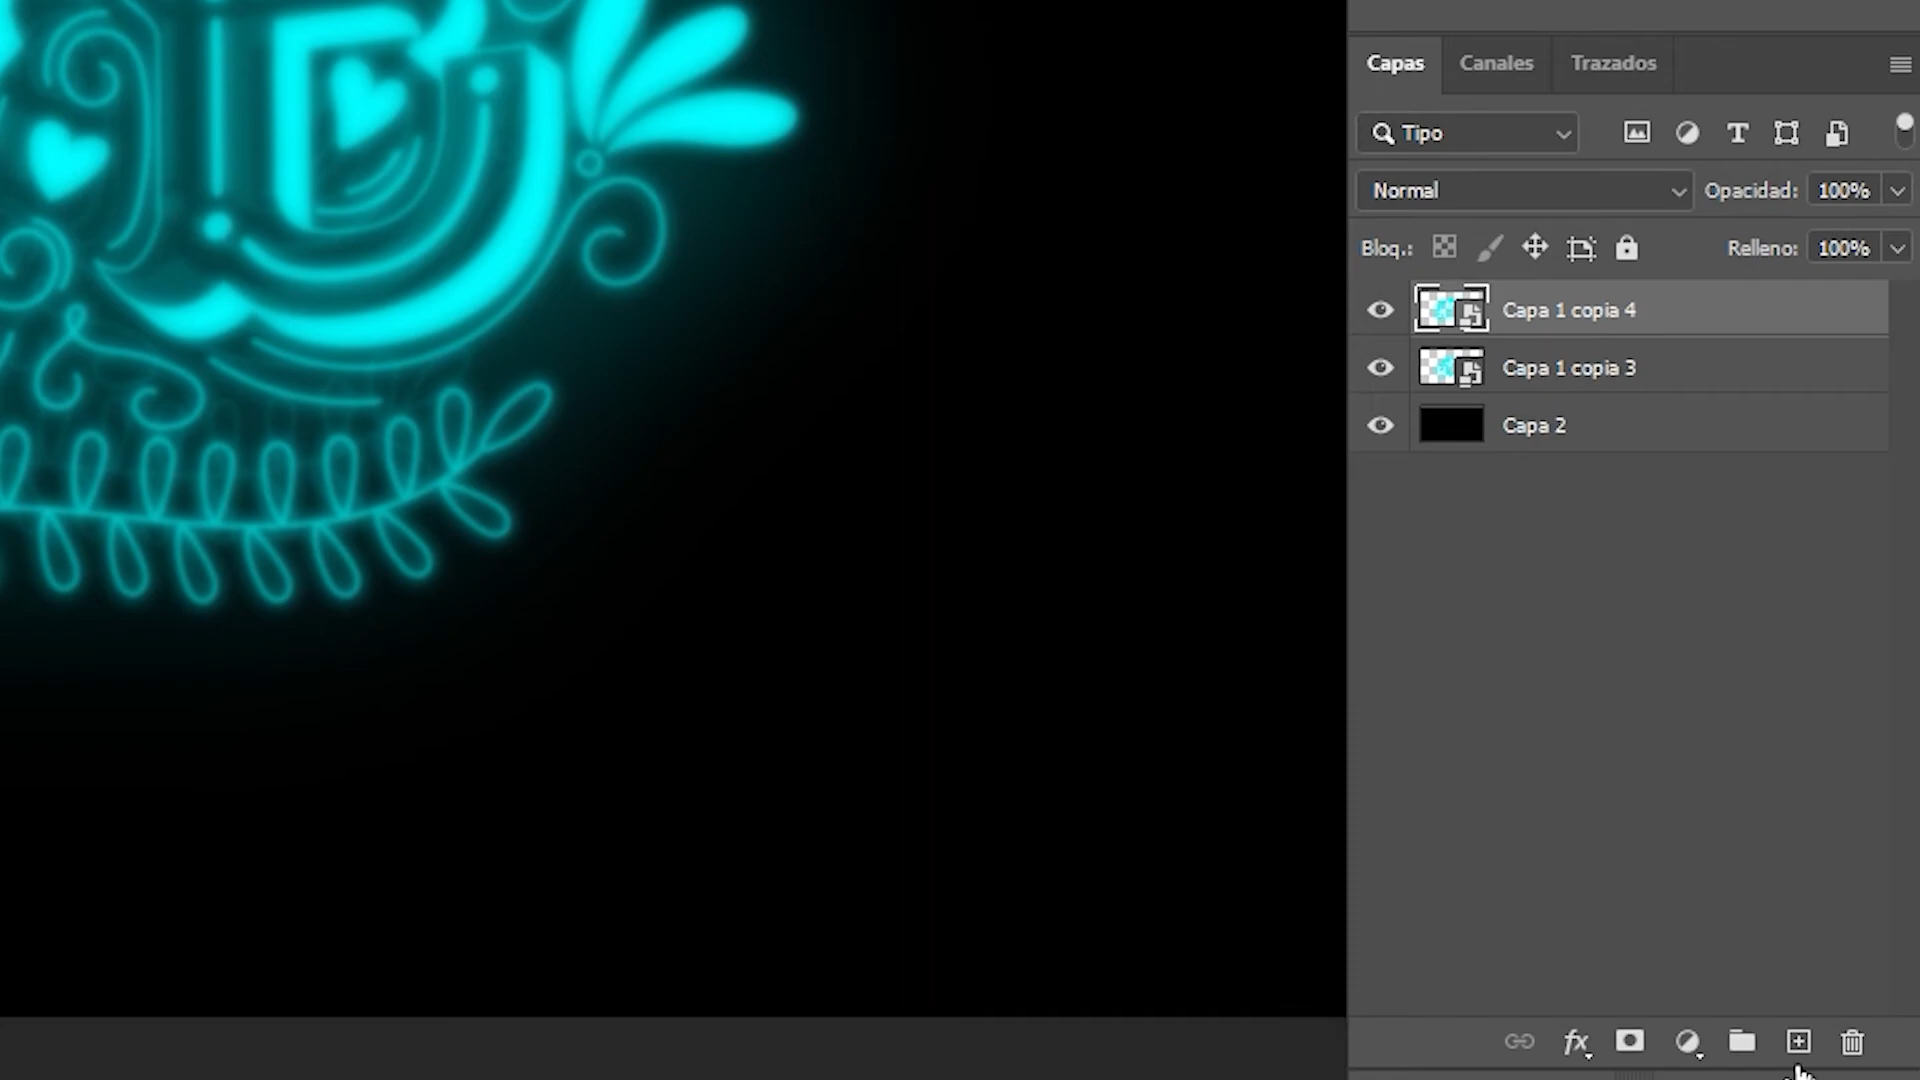 Capas Canales Trazados
Tipo
Normal Opacidad: 100%
Bloq.: Relleno: 100%
Capa 1 copia 4
Capa 1 copia 3
Capa 2
fx